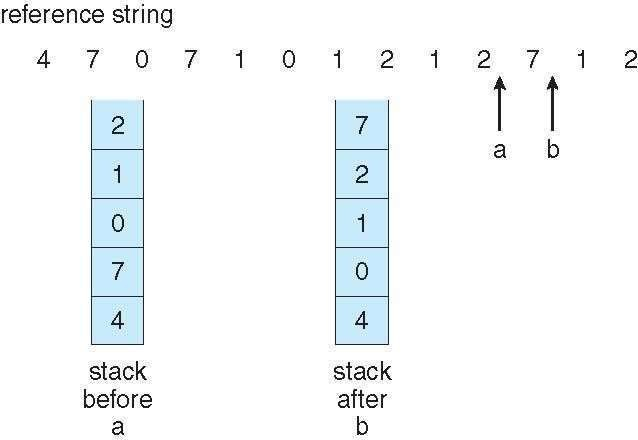 reference string
4 7 0 7 1 0 1 2 1 2 7 1 2
a b
2 7
1 2
0 1
7 0
4 4
stack stack
before after
a b